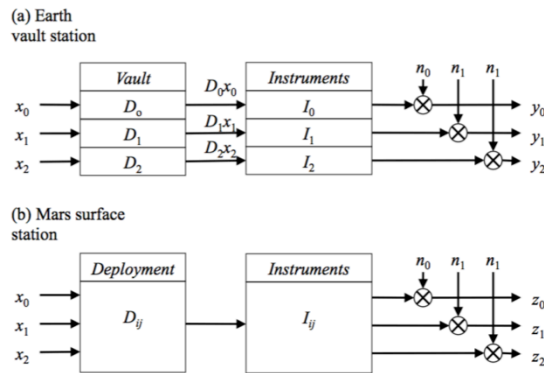 (a) Earth
vault station
Vault
Instruments
n₀ n₁ n₁
D₀x₀
x₀ Dₒ I₀ y₀
D₁x₁
x₁ D₁ I₁ y₁
D₂x₂
x₂ D₂ I₂ y₂
(b) Mars surface
station
Deployment
Instruments
n₀ n₁ n₁
x₀ z₀
x₁ Dᵢⱼ Iᵢⱼ z₁
x₂ z₂